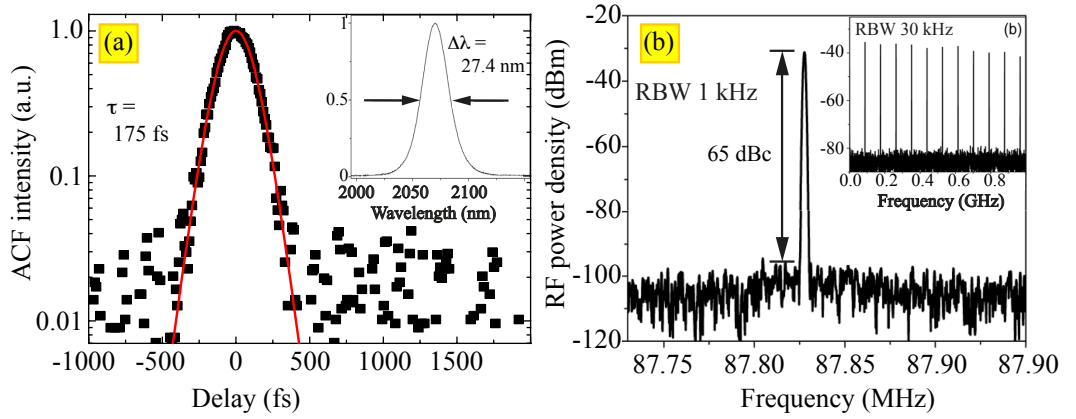 (a)
ACF intensity (a.u.)
1.0
0.1
0.01
τ =
175 fs
-1000
-500
0
500
1000
1500
Delay (fs)
1
0.5
0
Δλ =
27.4 nm
2000
2050
2100
Wavelength (nm)
(b)
RF power density (dBm)
-20
-40
-60
-80
-100
-120
RBW 1 kHz
65 dBc
87.75
87.80
87.85
87.90
87.90
Frequency (MHz)
RBW 30 kHz
(b)
-40
-60
-80
0.0
0.2
0.4
0.6
0.8
Frequency (GHz)